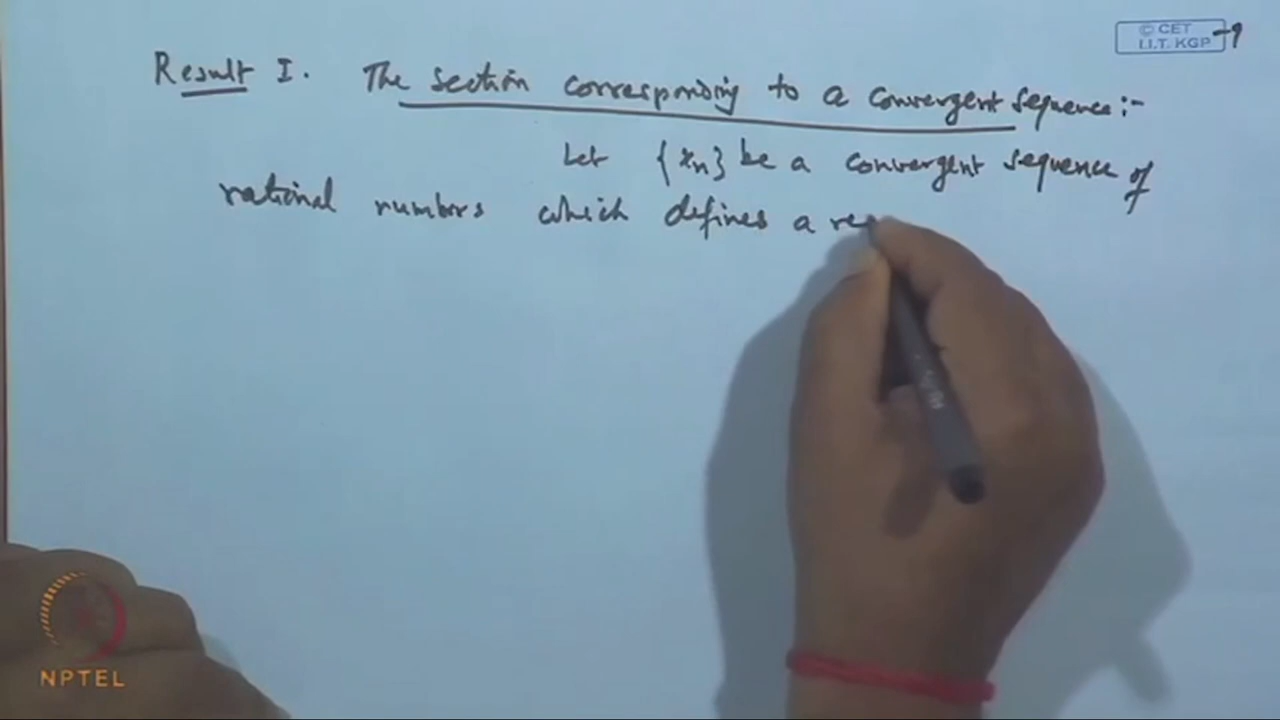 © CET
I.I.T. KGP -9
Result I. The section corresponding to a convergent sequence:-
Let {xn} be a convergent sequence of
rational numbers which defines a re
NPTEL